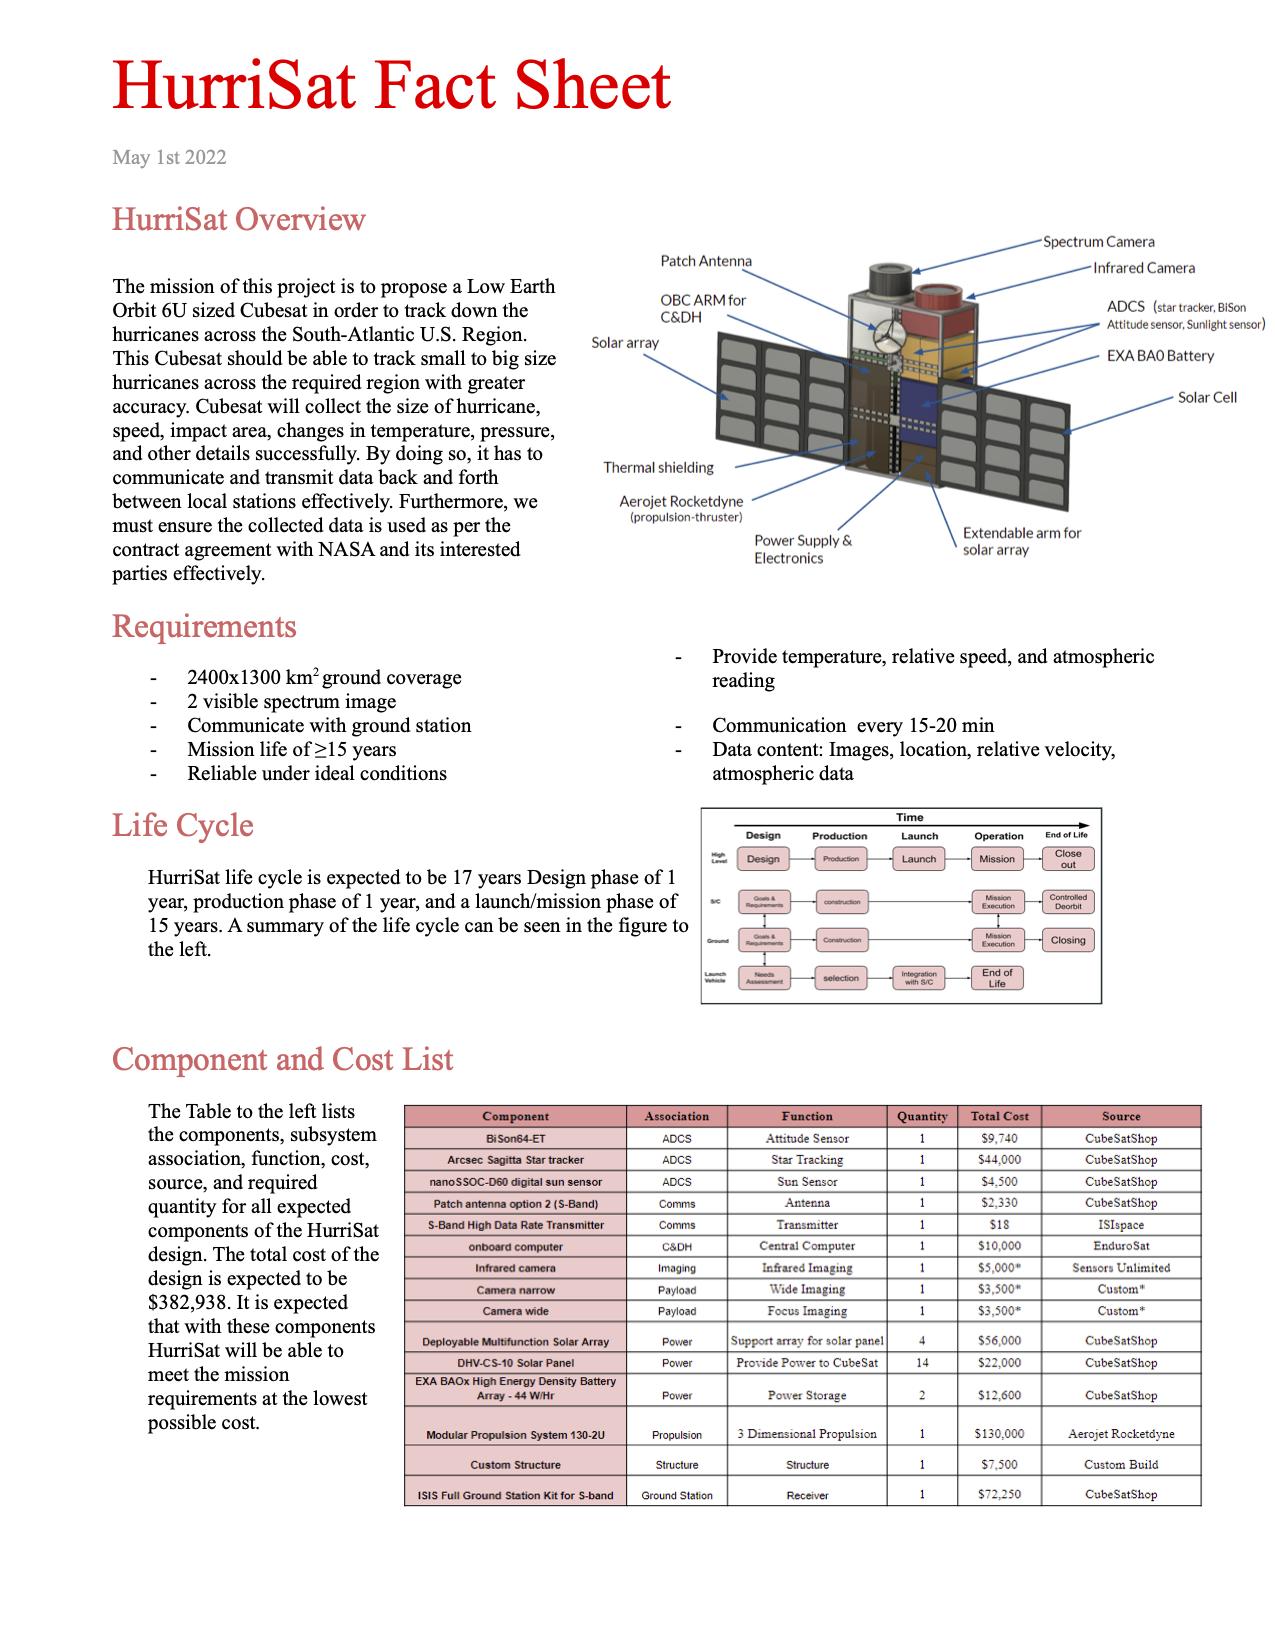 HurriSat Fact Sheet
May 1st 2022
HurriSat Overview
The mission of this project is to propose a Low Earth
Orbit 6U sized Cubesat in order to track down the
hurricanes across the South-Atlantic U.S. Region.
This Cubesat should be able to track small to big size
hurricanes across the required region with greater
accuracy. Cubesat will collect the size of hurricane,
speed, impact area, changes in temperature, pressure,
and other details successfully. By doing so, it has to
communicate and transmit data back and forth
between local stations effectively. Furthermore, we
must ensure the collected data is used as per the
contract agreement with NASA and its interested
parties effectively.
Spectrum Camera
Patch Antenna
Infrared Camera
OBC ARM for
C&DH
ADCS (star tracker, BiSon
Attitude sensor, Sunlight sensor)
Solar array
EXA BA0 Battery
Solar Cell
Thermal shielding
Aerojet Rocketdyne
(propulsion-thruster)
Power Supply &
Electronics
Extendable arm for
solar array
Requirements
- 2400x1300 km² ground coverage
- 2 visible spectrum image
- Communicate with ground station
- Mission life of ≥15 years
- Reliable under ideal conditions
- Provide temperature, relative speed, and atmospheric
reading
- Communication every 15-20 min
- Data content: Images, location, relative velocity,
atmospheric data
Life Cycle
HurriSat life cycle is expected to be 17 years Design phase of 1
year, production phase of 1 year, and a launch/mission phase of
15 years. A summary of the life cycle can be seen in the figure to
the left.
Time
Design Production Launch Operation End of Life
High
Level
Design Production Launch Mission Close
out
S/C
Goals &
Requirements
construction
Mission
Execution
Controlled
Deorbit
Ground
Goals &
Requirements
Construction
Mission
Execution
Closing
Launch
Vehicle
Needs
Assessment
selection
Integration
with S/C
End of
Life
Component and Cost List
The Table to the left lists
the components, subsystem
association, function, cost,
source, and required
quantity for all expected
components of the HurriSat
design. The total cost of the
design is expected to be
$382,938. It is expected
that with these components
HurriSat will be able to
meet the mission
requirements at the lowest
possible cost.
Component Association Function Quantity Total Cost Source
BiSon64-ET ADCS Attitude Sensor 1 $9,740 CubeSatShop
Arcsec Sagitta Star tracker ADCS Star Tracking 1 $44,000 CubeSatShop
nanoSSOC-D60 digital sun sensor ADCS Sun Sensor 1 $4,500 CubeSatShop
Patch antenna option 2 (S-Band) Comms Antenna 1 $2,330 CubeSatShop
S-Band High Data Rate Transmitter Comms Transmitter 1 $18 ISIspace
onboard computer C&DH Central Computer 1 $10,000 EnduroSat
Infrared camera Imaging Infrared Imaging 1 $5,000* Sensors Unlimited
Camera narrow Payload Wide Imaging 1 $3,500* Custom*
Camera wide Payload Focus Imaging 1 $3,500* Custom*
Deployable Multifunction Solar Array Power Support array for solar panel 4 $56,000 CubeSatShop
DHV-CS-10 Solar Panel Power Provide Power to CubeSat 14 $22,000 CubeSatShop
EXA BAOx High Energy Density Battery
Array - 44 W/Hr Power Power Storage 2 $12,600 CubeSatShop
Modular Propulsion System 130-2U Propulsion 3 Dimensional Propulsion 1 $130,000 Aerojet Rocketdyne
Custom Structure Structure Structure 1 $7,500 Custom Build
ISIS Full Ground Station Kit for S-band Ground Station Receiver 1 $72,250 CubeSatShop